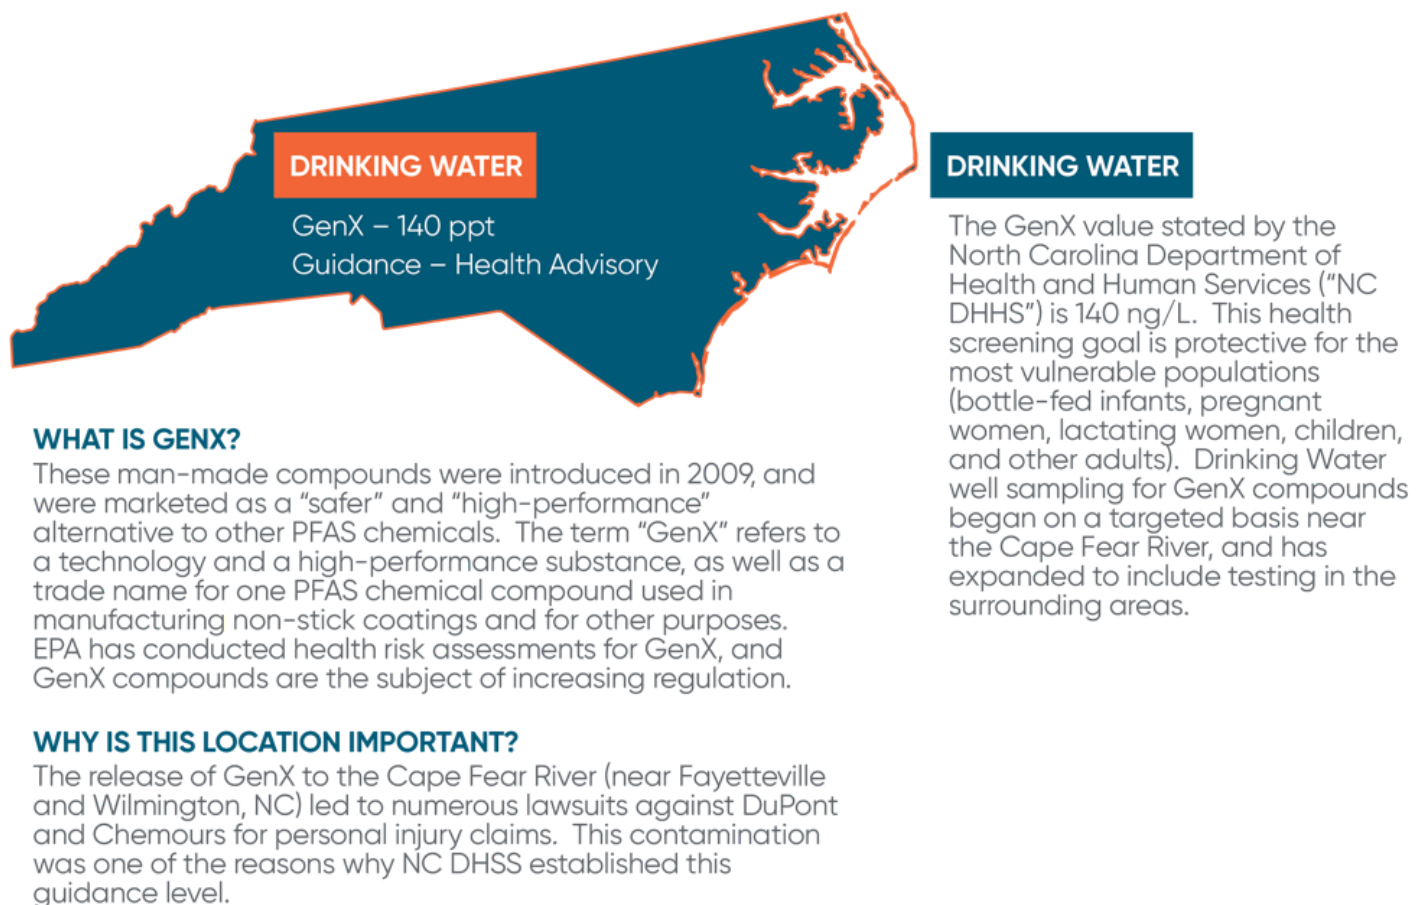 DRINKING WATER
GenX – 140 ppt
Guidance – Health Advisory
DRINKING WATER
The GenX value stated by the
North Carolina Department of
Health and Human Services (“NC
DHHS”) is 140 ng/L.  This health
screening goal is protective for the
most vulnerable populations
(bottle-fed infants, pregnant
women, lactating women, children,
and other adults).  Drinking Water
well sampling for GenX compounds
began on a targeted basis near
the Cape Fear River, and has
expanded to include testing in the
surrounding areas.
WHAT IS GENX?
These man-made compounds were introduced in 2009, and
were marketed as a “safer” and “high-performance”
alternative to other PFAS chemicals.  The term “GenX” refers to
a technology and a high-performance substance, as well as a
trade name for one PFAS chemical compound used in
manufacturing non-stick coatings and for other purposes.
EPA has conducted health risk assessments for GenX, and
GenX compounds are the subject of increasing regulation.
WHY IS THIS LOCATION IMPORTANT?
The release of GenX to the Cape Fear River (near Fayetteville
and Wilmington, NC) led to numerous lawsuits against DuPont
and Chemours for personal injury claims.  This contamination
was one of the reasons why NC DHSS established this
guidance level.